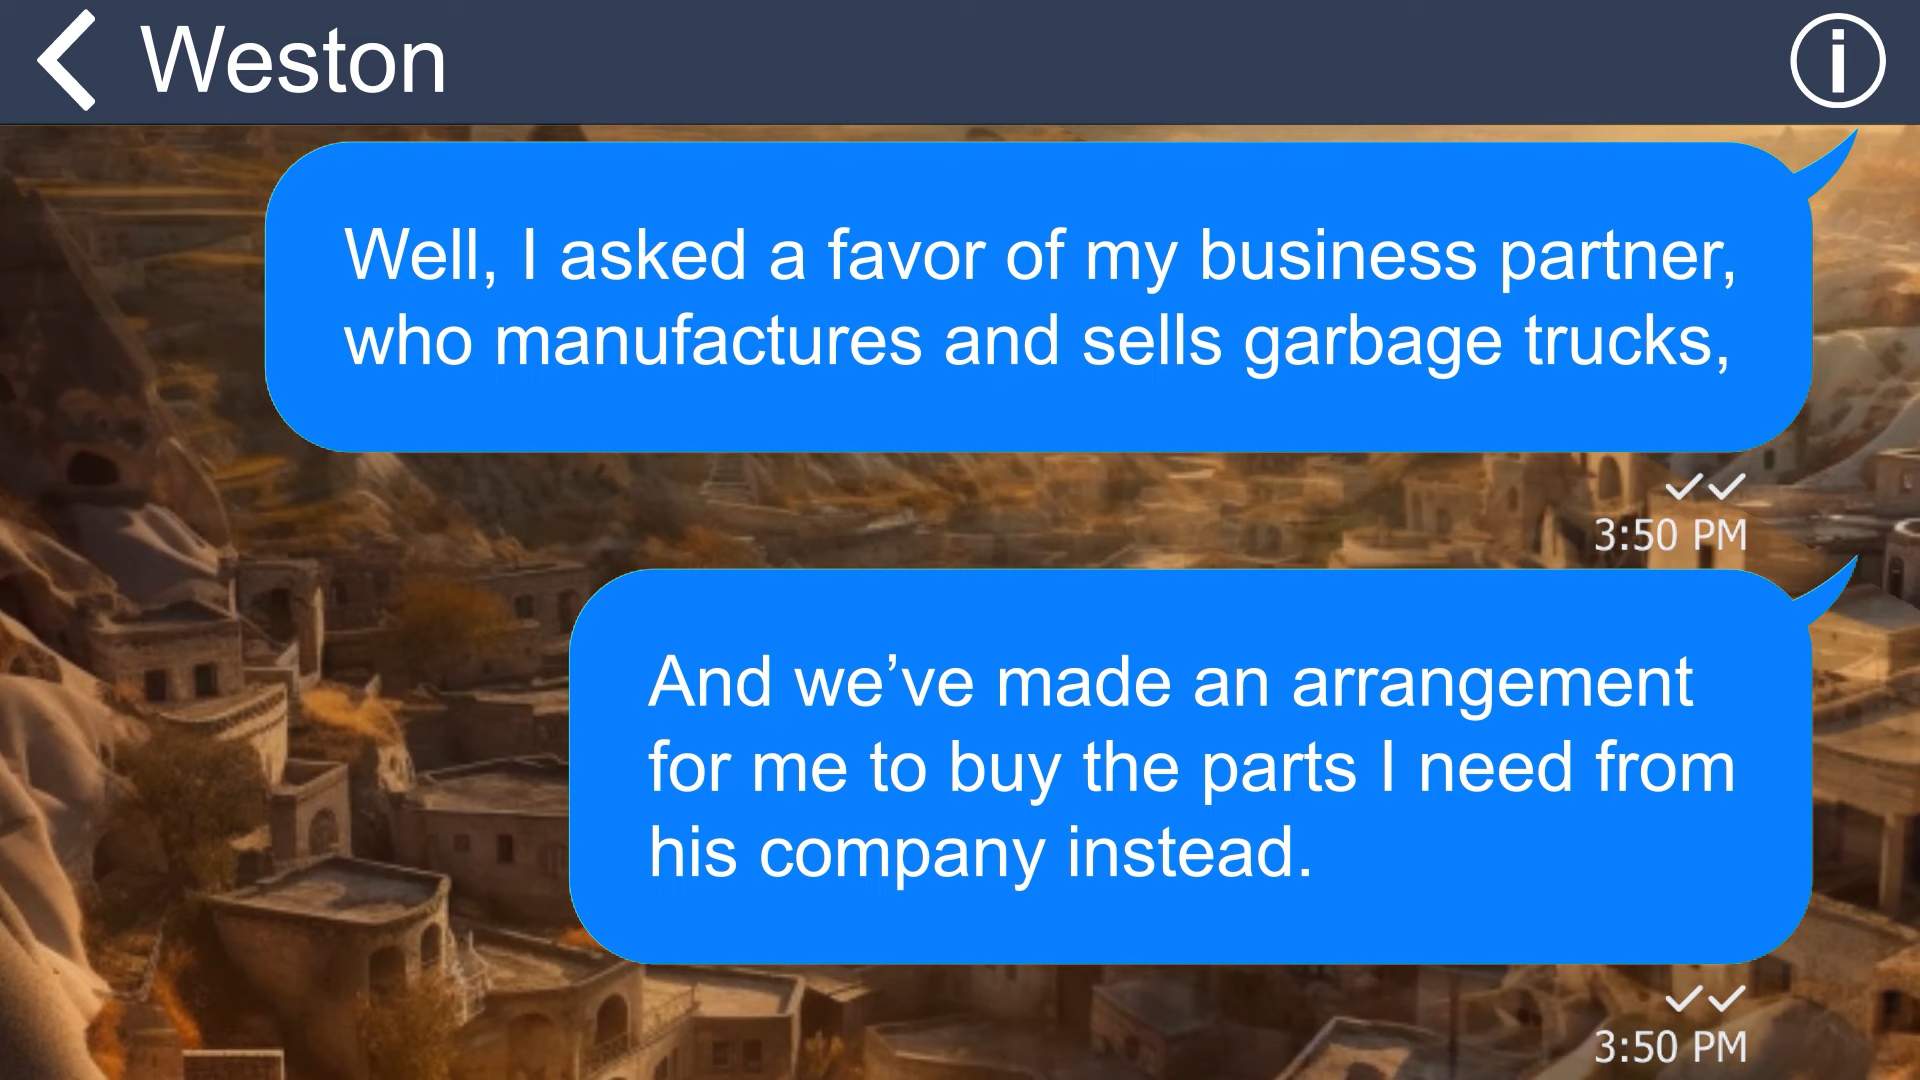 Weston
Well, I asked a favor of my business partner,
who manufactures and sells garbage trucks,
3:50 PM
And we’ve made an arrangement
for me to buy the parts I need from
his company instead.
3:50 PM